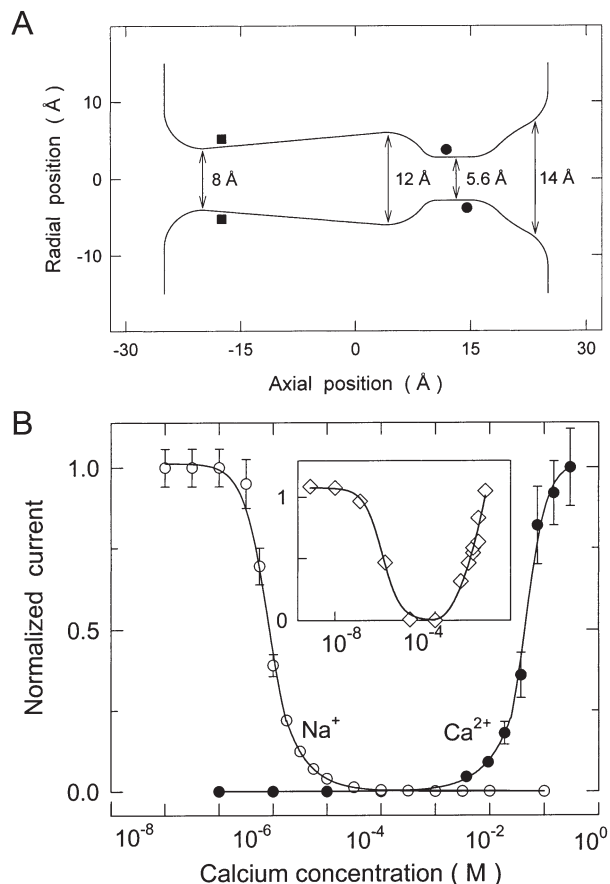 A
Radial position ( Å )
10
0
-10
8 Å
12 Å
5.6 Å
14 Å
-30
-15
0
15
30
Axial position ( Å )
B
Normalized current
1.0
0.5
0.0
1
0
10⁻⁸
10⁻⁴
Na⁺
Ca²⁺
10⁻⁸
10⁻⁶
10⁻⁴
10⁻²
10⁰
Calcium concentration ( M )